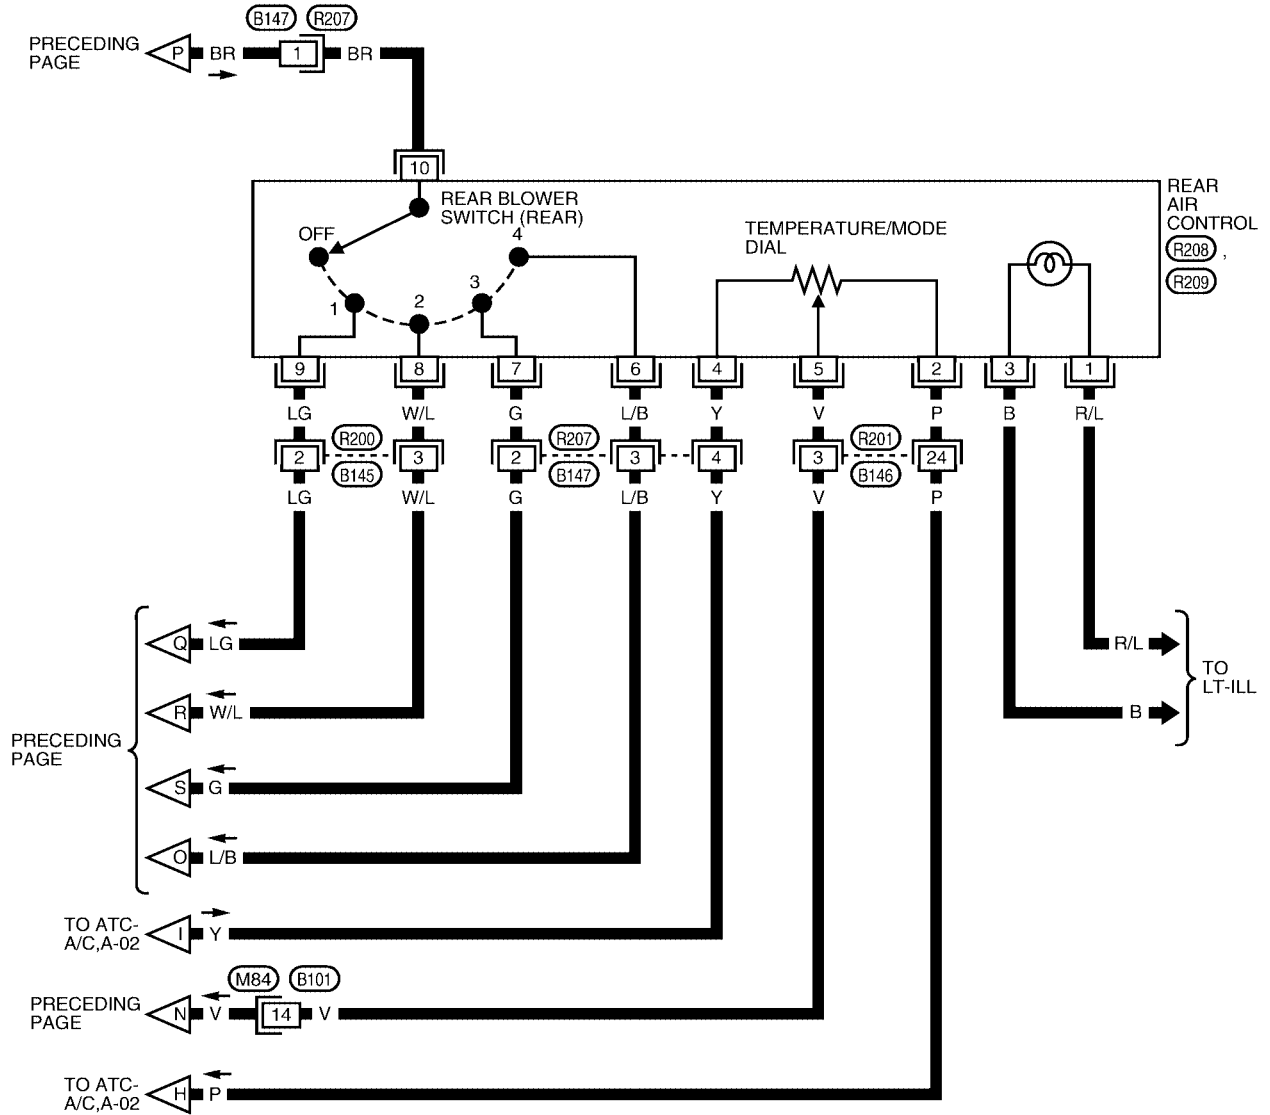 B147 R207
PRECEDING
PAGE
P BR 1 BR
10
REAR BLOWER
SWITCH (REAR)
OFF
4
1
2
3
TEMPERATURE/MODE
DIAL
REAR
AIR
CONTROL
R208 ,
R209
9 8 7 6 4 5 2 3 1
LG W/L G L/B Y V P B R/L
R200 R207 R201
2 3 2 3 4 3 24
B145 B147 B146
LG W/L G L/B Y V P
PRECEDING
PAGE
Q LG
R W/L
S G
O L/B
R/L
B
TO
LT-ILL
TO ATC-
A/C,A-02
I Y
M84 B101
PRECEDING
PAGE
N V 14 V
TO ATC-
A/C,A-02
H P